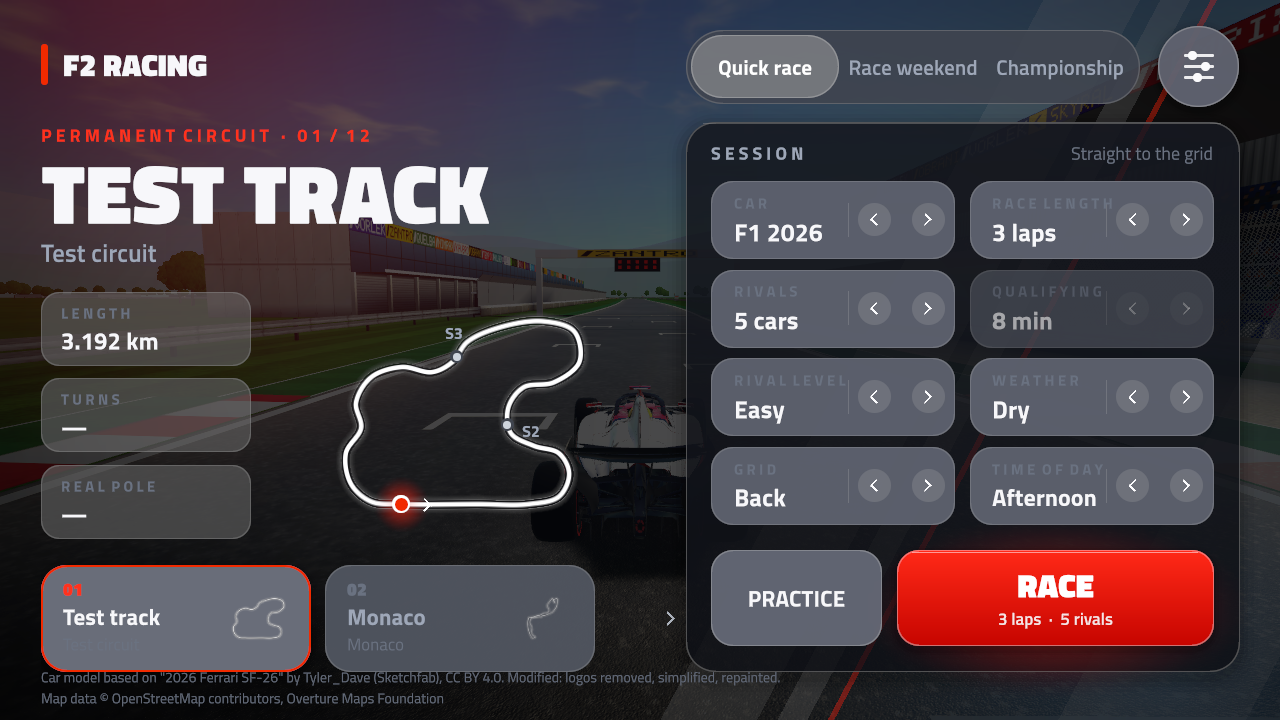 F2 RACING
Quick race
Race weekend
Championship
PERMANENT CIRCUIT · 01 / 12
TEST TRACK
Test circuit
LENGTH
3.192 km
TURNS
—
REAL POLE
—
S3
S2
01
Test track
Test circuit
02
Monaco
Monaco
SESSION
Straight to the grid
CAR
F1 2026
RACE LENGTH
3 laps
RIVALS
5 cars
QUALIFYING
8 min
RIVAL LEVEL
Easy
WEATHER
Dry
GRID
Back
TIME OF DAY
Afternoon
PRACTICE
RACE
3 laps · 5 rivals
Car model based on "2026 Ferrari SF-26" by Tyler_Dave (Sketchfab), CC BY 4.0. Modified: logos removed, simplified, repainted.
Map data © OpenStreetMap contributors, Overture Maps Foundation